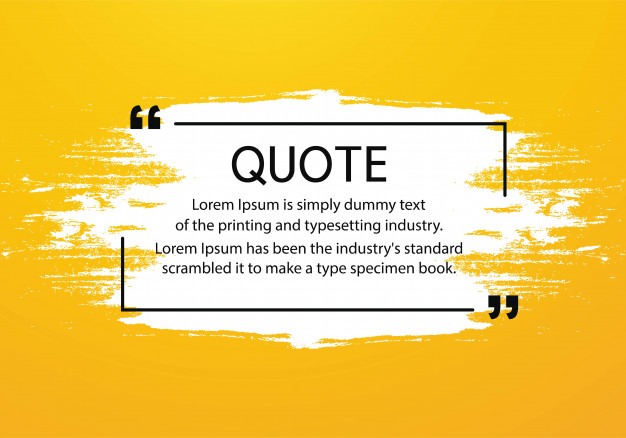 “
QUOTE
Lorem Ipsum is simply dummy text
of the printing and typesetting industry.
Lorem Ipsum has been the industry's standard
scrambled it to make a type specimen book.
”